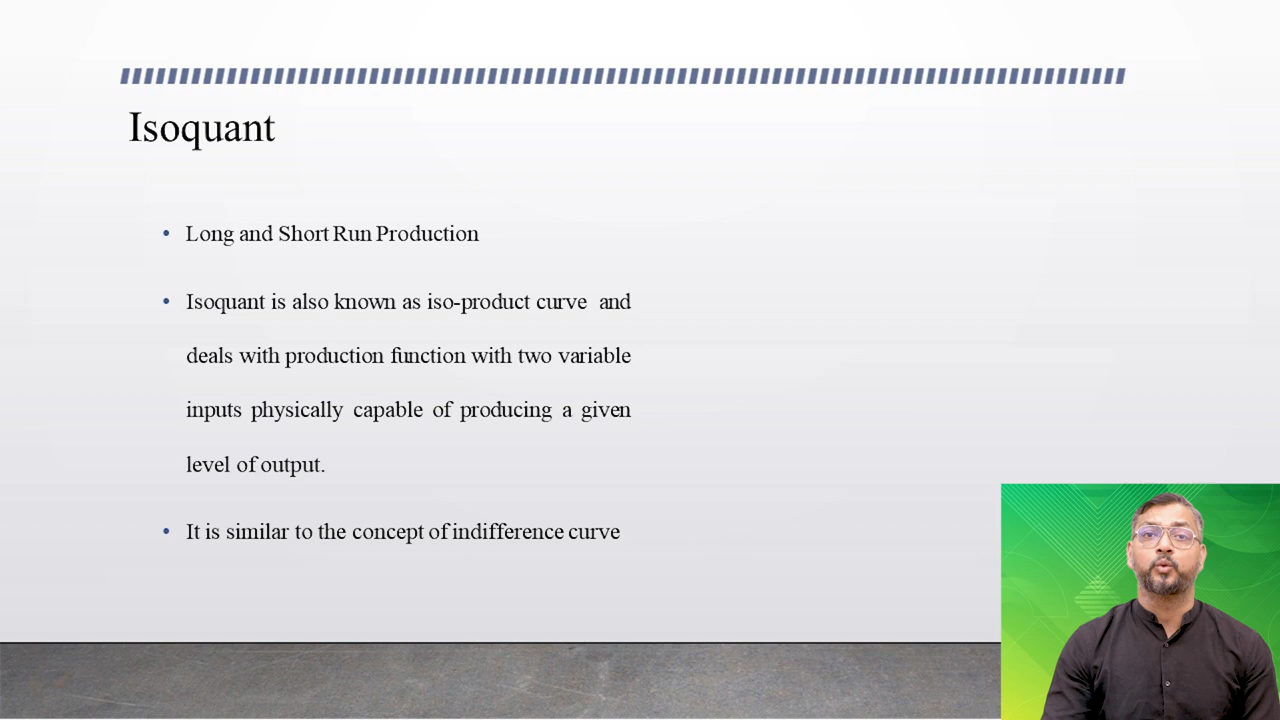 Isoquant
• Long and Short Run Production
• Isoquant is also known as iso-product curve and
deals with production function with two variable
inputs physically capable of producing a given
level of output.
• It is similar to the concept of indifference curve